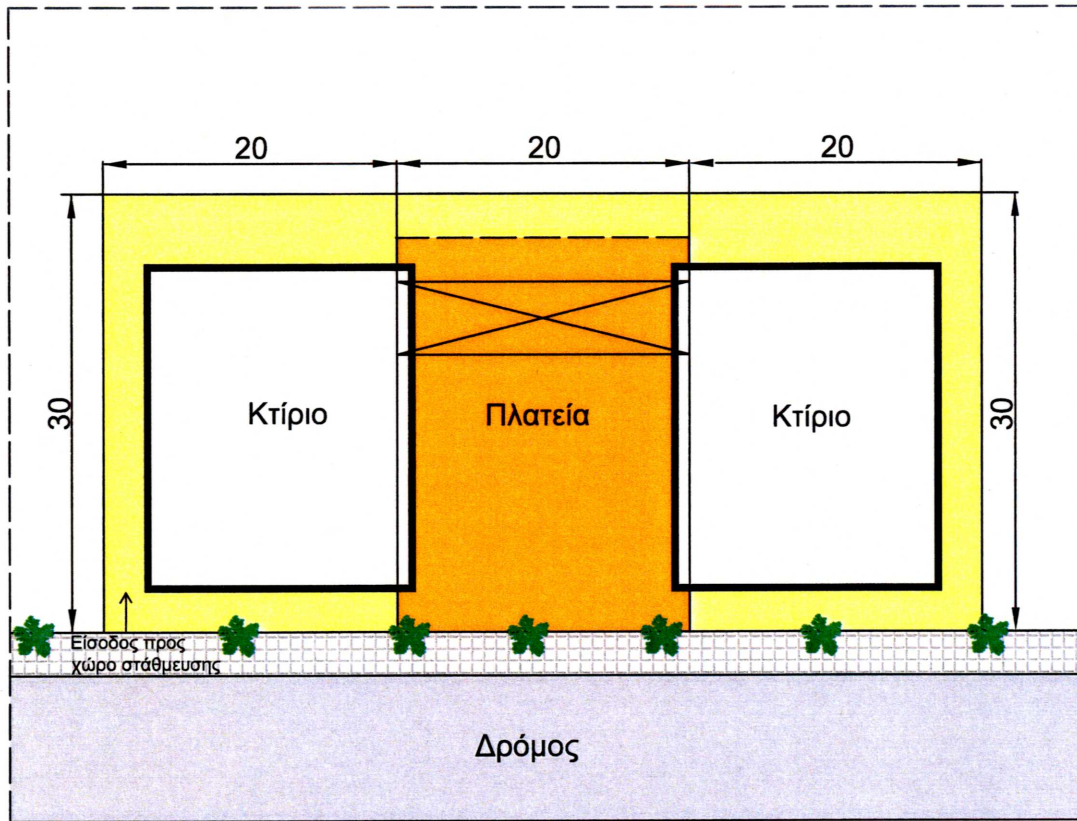 20 20 20
30 30
Κτίριο Πλατεία Κτίριο
Είσοδος προς
χώρο στάθμευσης
Δρόμος